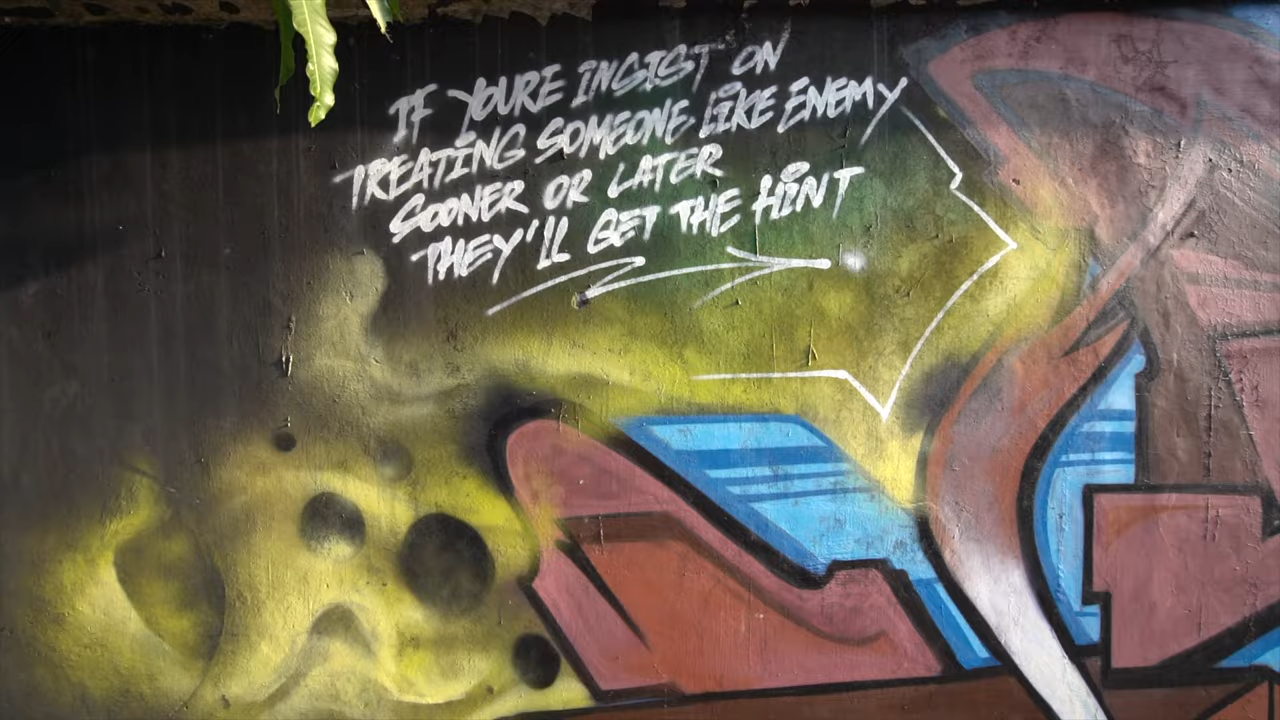 IF YOURE INSIST ON
TREATING SOMEONE LIKE ENEMY
SOONER OR LATER
THEY'LL GET THE HINT